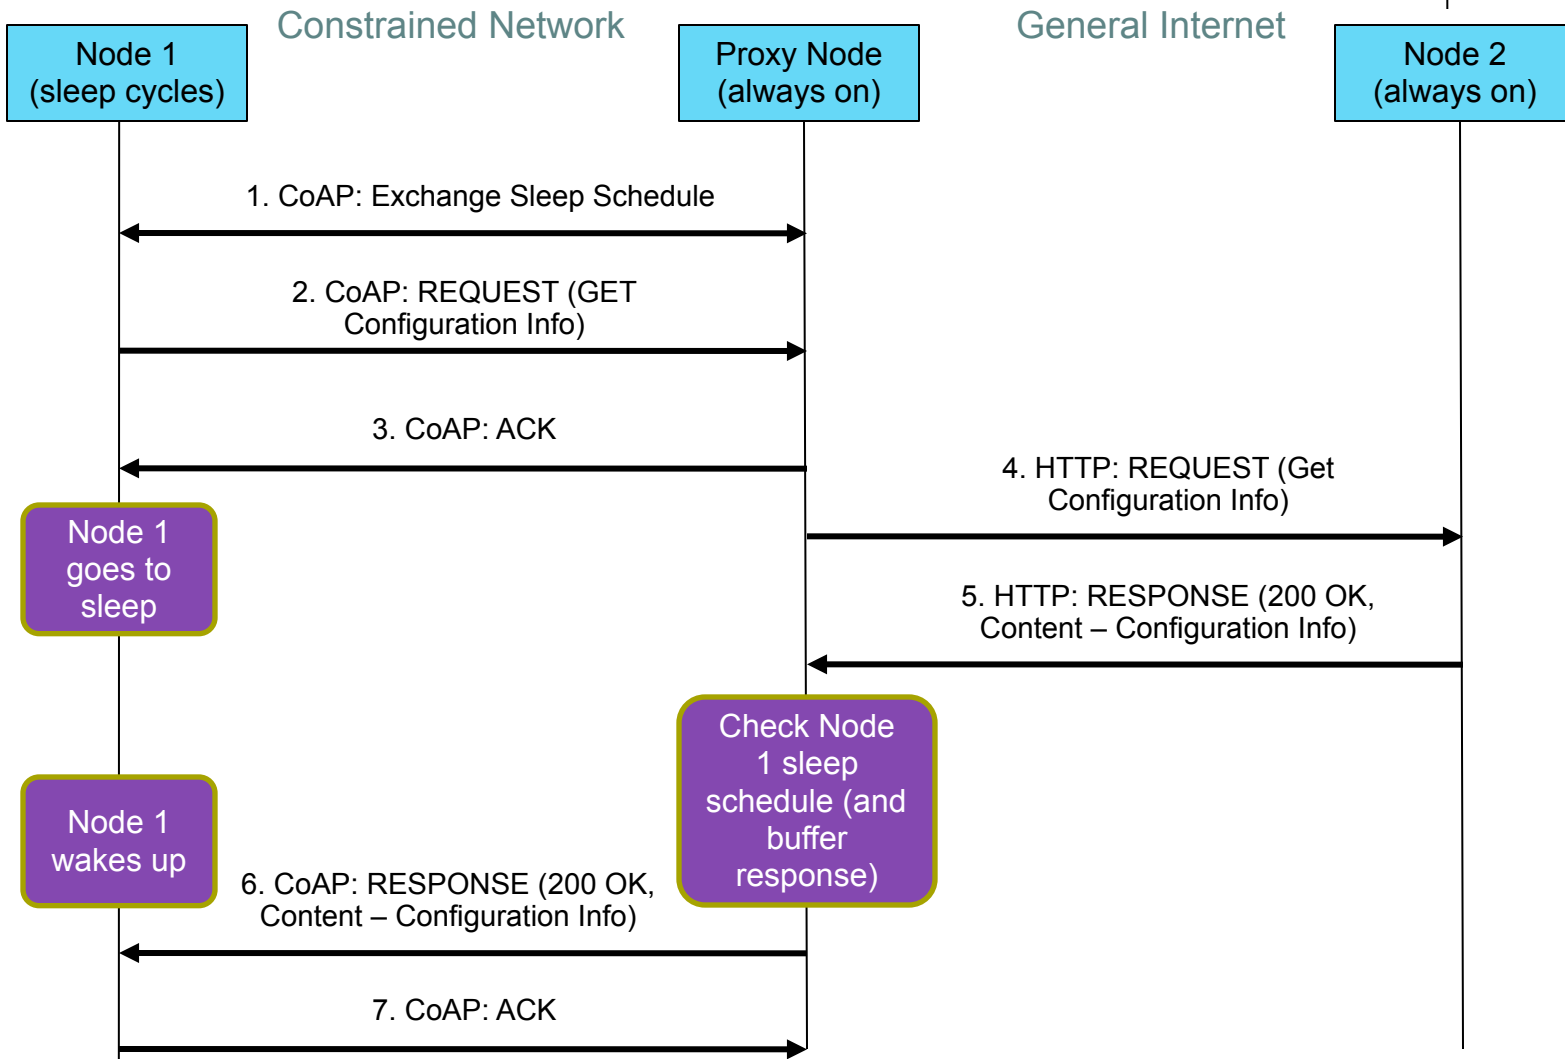 Constrained Network
General Internet
Node 1
(sleep cycles)
Proxy Node
(always on)
Node 2
(always on)
1. CoAP: Exchange Sleep Schedule
2. CoAP: REQUEST (GET
Configuration Info)
3. CoAP: ACK
4. HTTP: REQUEST (Get
Configuration Info)
Node 1
goes to
sleep
5. HTTP: RESPONSE (200 OK,
Content – Configuration Info)
Check Node
1 sleep
schedule (and
buffer
response)
Node 1
wakes up
6. CoAP: RESPONSE (200 OK,
Content – Configuration Info)
7. CoAP: ACK